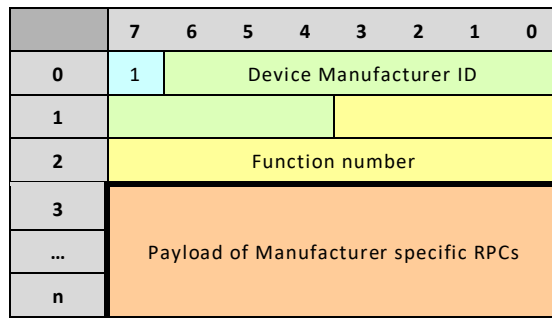 7 6 5 4 3 2 1 0
0 1 Device Manufacturer ID
1
2 Function number
3
... Payload of Manufacturer specific RPCs
n